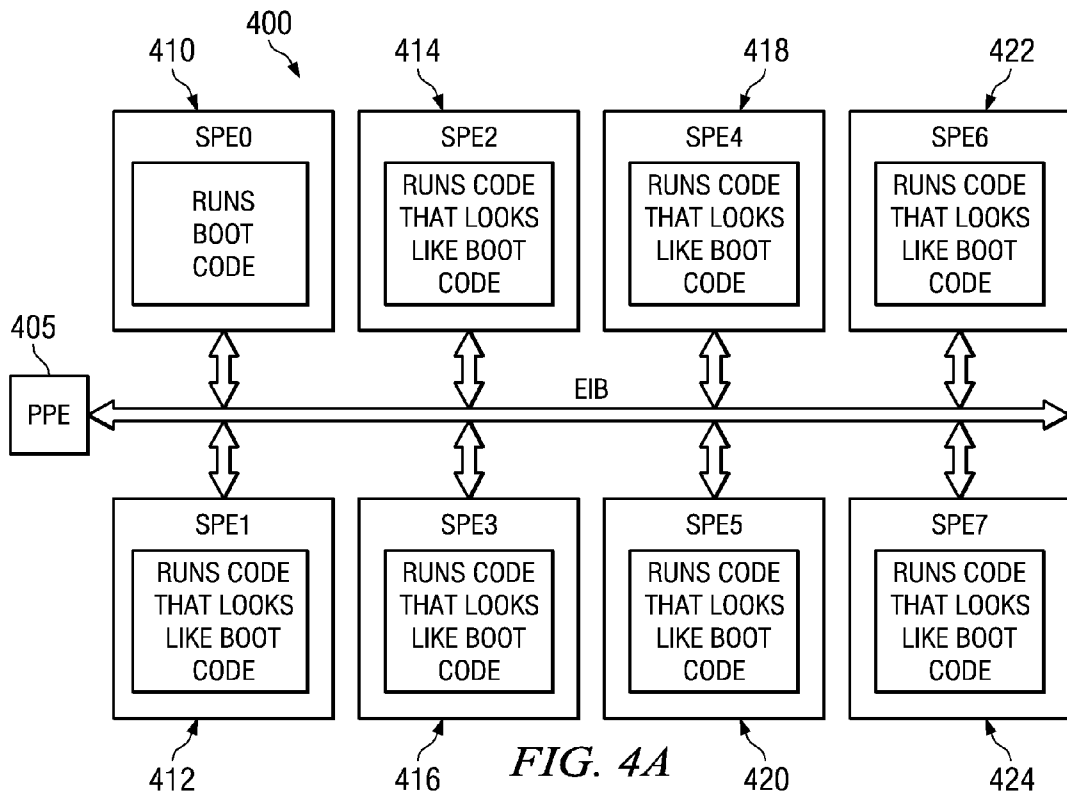 400
410
414
418
422
SPE0
RUNS
BOOT
CODE
SPE2
RUNS CODE
THAT LOOKS
LIKE BOOT
CODE
SPE4
RUNS CODE
THAT LOOKS
LIKE BOOT
CODE
SPE6
RUNS CODE
THAT LOOKS
LIKE BOOT
CODE
405
PPE
EIB
SPE1
RUNS CODE
THAT LOOKS
LIKE BOOT
CODE
SPE3
RUNS CODE
THAT LOOKS
LIKE BOOT
CODE
SPE5
RUNS CODE
THAT LOOKS
LIKE BOOT
CODE
SPE7
RUNS CODE
THAT LOOKS
LIKE BOOT
CODE
412
416
420
424
FIG. 4A